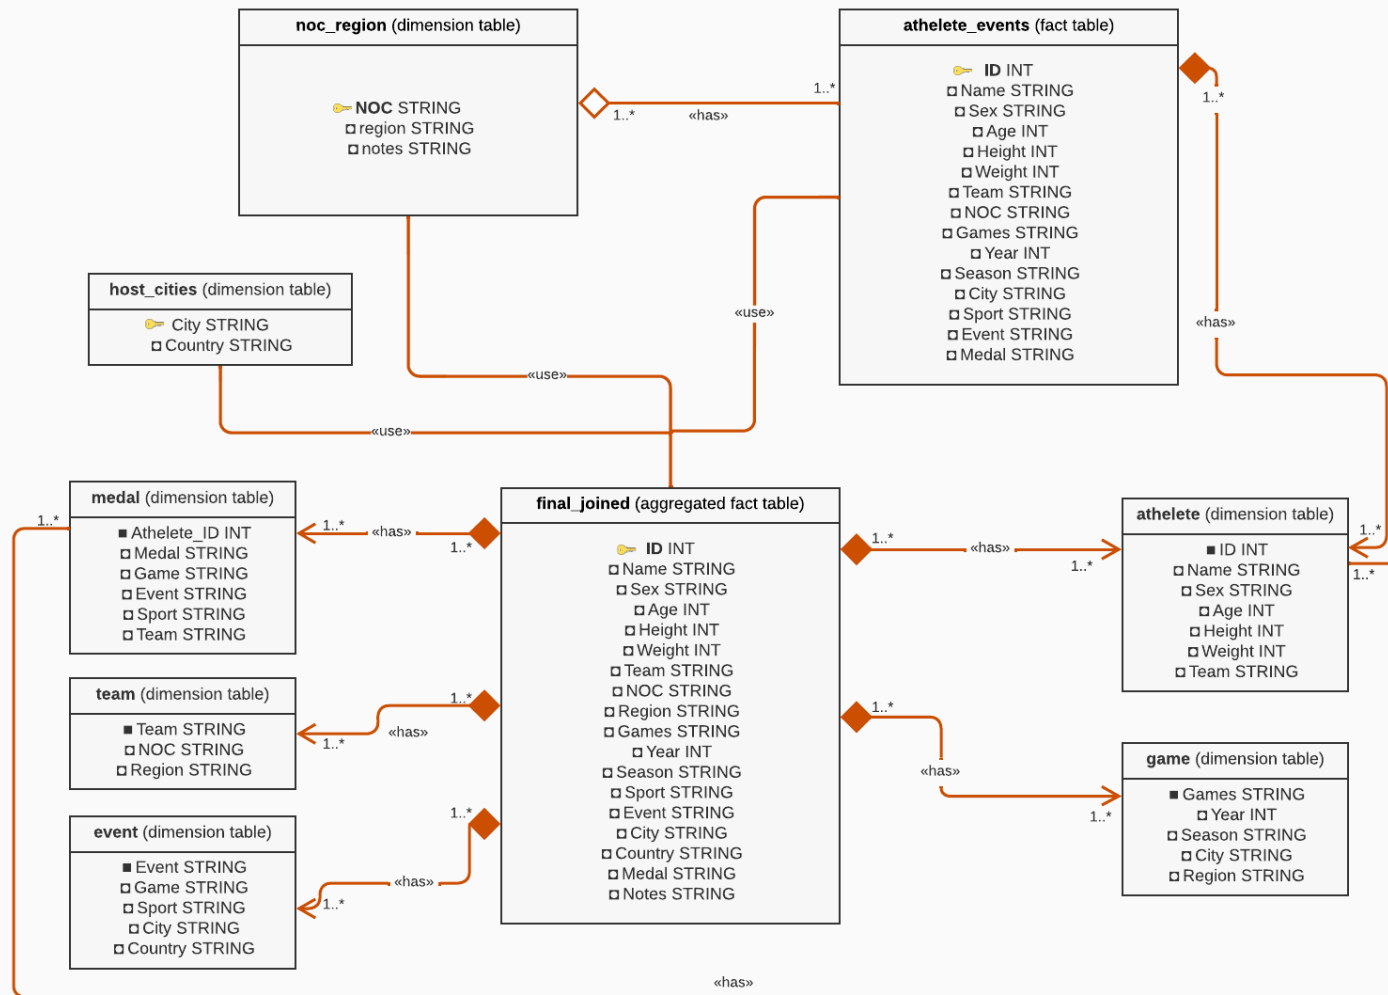 noc_region (dimension table)
NOC STRING
region STRING
notes STRING
athelete_events (fact table)
ID INT
Name STRING
Sex STRING
Age INT
Height INT
Weight INT
Team STRING
NOC STRING
Games STRING
Year INT
Season STRING
City STRING
Sport STRING
Event STRING
Medal STRING
1..*
«has»
1..*
1..*
«has»
1..*
host_cities (dimension table)
City STRING
Country STRING
«use»
«use»
«use»
medal (dimension table)
Athelete_ID INT
Medal STRING
Game STRING
Event STRING
Sport STRING
Team STRING
1..*
1..*
«has»
1..*
team (dimension table)
Team STRING
NOC STRING
Region STRING
1..*
«has»
1..*
event (dimension table)
Event STRING
Game STRING
Sport STRING
City STRING
Country STRING
1..*
«has»
1..*
final_joined (aggregated fact table)
ID INT
Name STRING
Sex STRING
Age INT
Height INT
Weight INT
Team STRING
NOC STRING
Region STRING
Games STRING
Year INT
Season STRING
Sport STRING
Event STRING
City STRING
Country STRING
Medal STRING
Notes STRING
1..*
«has»
1..*
athelete (dimension table)
ID INT
Name STRING
Sex STRING
Age INT
Height INT
Weight INT
Team STRING
1..*
1..*
«has»
1..*
game (dimension table)
Games STRING
Year INT
Season STRING
City STRING
Region STRING
«has»